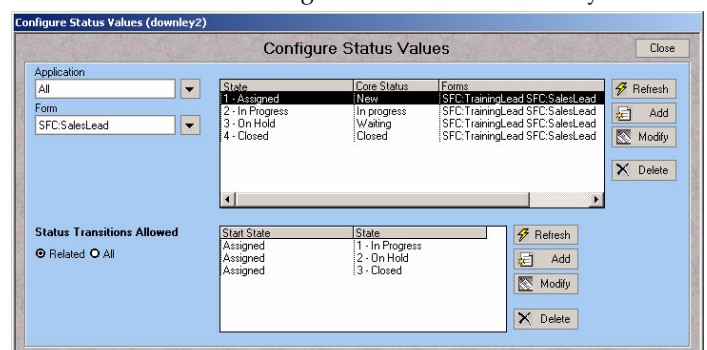 Configure Status Values (downley2)
Configure Status Values
Close
Application
All
Form
SFC:SalesLead
State Core Status Forms
1 - Assigned New SFC:TrainingLead SFC:SalesLead
2 - In Progress In progress SFC:TrainingLead SFC:SalesLead
3 - On Hold Waiting SFC:TrainingLead SFC:SalesLead
4 - Closed Closed SFC:TrainingLead SFC:SalesLead
Refresh
Add
Modify
Delete
Status Transitions Allowed
Related All
Start State State
Assigned 1 - In Progress
Assigned 2 - On Hold
Assigned 3 - Closed
Refresh
Add
Modify
Delete